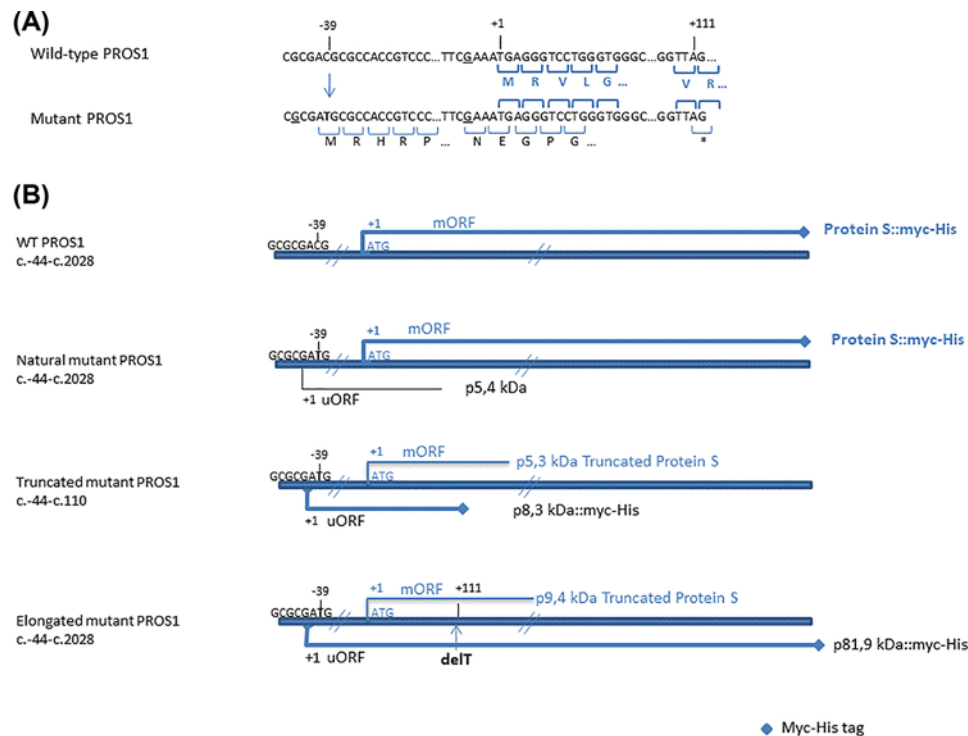 (A)
-39 +1 +111
Wild-type PROS1 CGCGACGCGCCACCGTCCC...TTCGAAATGAGGGTCCTGGGTGGGC...GGTTAG...
M R V L G ... V R ...
Mutant PROS1 CGCGATGCGCCACCGTCCC...TTCGAAATGAGGGTCCTGGGTGGGC...GGTTAG
M R H R P ... N E G P G ... *
(B)
-39 +1 mORF Protein S::myc-His
WT PROS1 GCGCGACG ATG
c.-44-c.2028
-39 +1 mORF Protein S::myc-His
Natural mutant PROS1 GCGCGATG ATG
c.-44-c.2028
+1 uORF p5,4 kDa
-39 +1 mORF p5,3 kDa Truncated Protein S
Truncated mutant PROS1 GCGCGATG ATG
c.-44-c.110
+1 uORF p8,3 kDa::myc-His
-39 +1 mORF +111 p9,4 kDa Truncated Protein S
Elongated mutant PROS1 GCGCGATG ATG
c.-44-c.2028
+1 uORF delT p81,9 kDa::myc-His
Myc-His tag